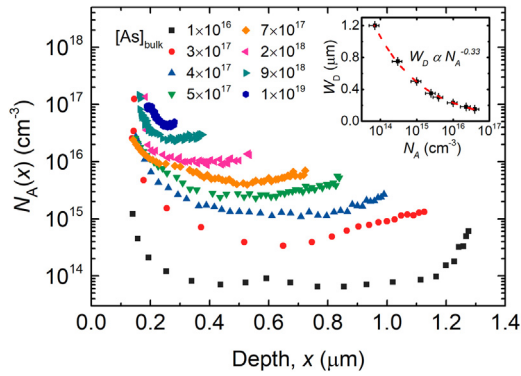 [As]bulk
1×10^16
3×10^17
4×10^17
5×10^17
7×10^17
2×10^18
9×10^18
1×10^19
N_A(x) (cm^-3)
10^18
10^17
10^16
10^15
10^14
0.0 0.2 0.4 0.6 0.8 1.0 1.2 1.4
Depth, x (μm)
W_D (μm)
1.2
0.8
0.4
0.0
W_D ∝ N_A^-0.33
10^14 10^15 10^16 10^17
N_A (cm^-3)